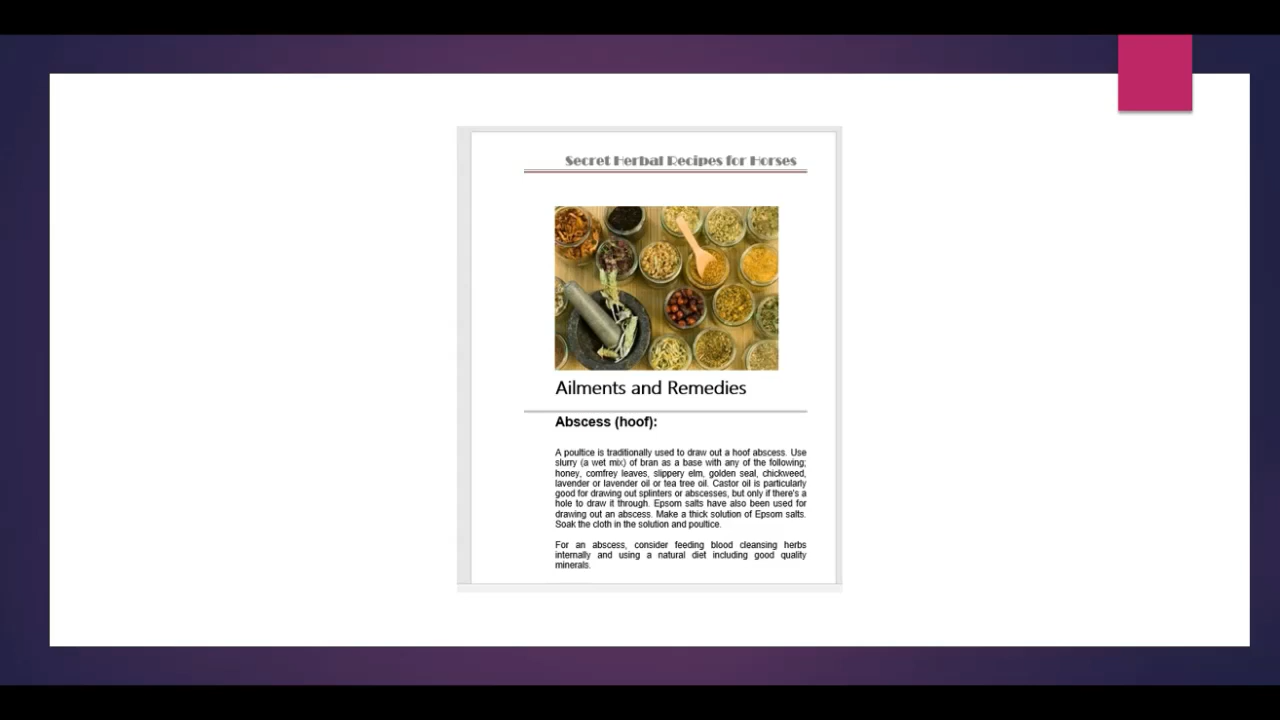 Secret Herbal Recipes for Horses
Ailments and Remedies
Abscess (hoof):
A poultice is traditionally used to draw out a hoof abscess. Use
slurry (a wet mix) of bran as a base with any of the following;
honey, comfrey leaves, slippery elm, golden seal, chickweed,
lavender or lavender oil or tea tree oil. Castor oil is particularly
good for drawing out splinters or abscesses, but only if there's a
hole to draw it through. Epsom salts have also been used for
drawing out an abscess. Make a thick solution of Epsom salts.
Soak the cloth in the solution and poultice.
For an abscess, consider feeding blood cleansing herbs
internally and using a natural diet including good quality
minerals.